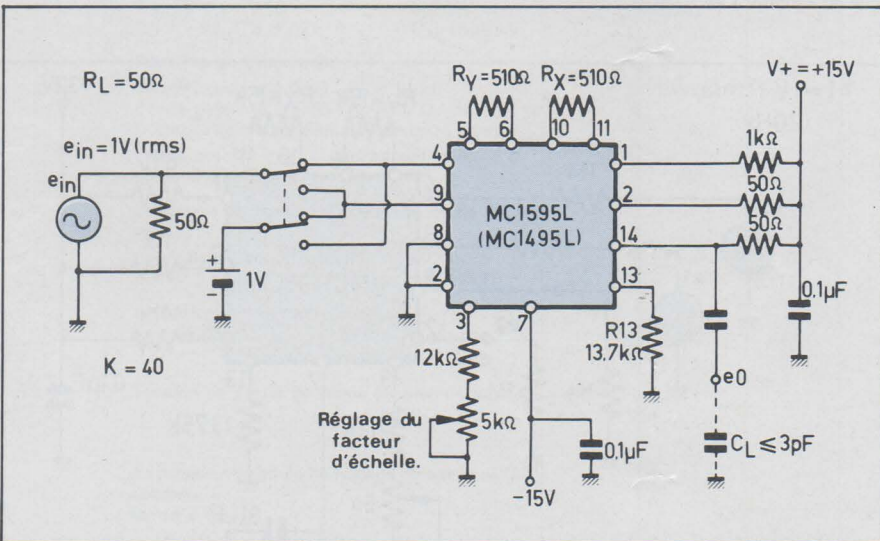 R_L=50Ω
R_Y=510Ω
R_X=510Ω
V+=+15V
e_in=1V(rms)
e_in
50Ω
+
-
1V
K = 40
5
6
10
11
4
9
8
2
3
7
1
2
14
13
MC1595L
(MC1495L)
1kΩ
50Ω
50Ω
0.1µF
R13
13,7kΩ
12kΩ
5kΩ
Réglage du
facteur
d'échelle.
0.1µF
-15V
e0
C_L ≤3pF